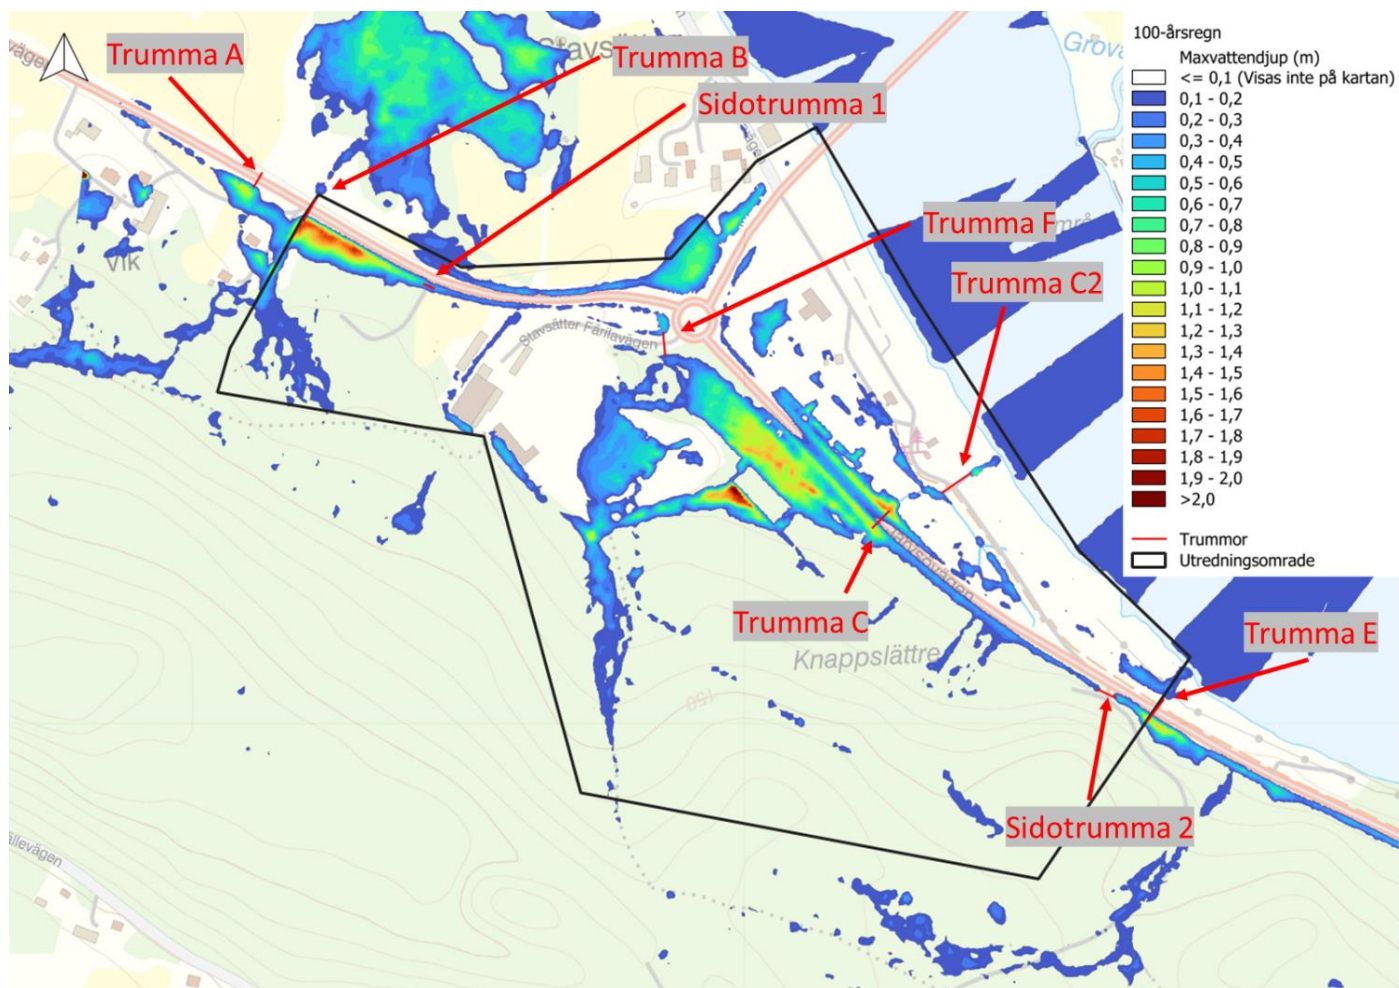 Trumma A
Trumma B
Sidotrumma 1
Trumma F
Trumma C2
Trumma C
Trumma E
Sidotrumma 2
vägen
Vik
Stavsätter Färilavägen
Järvsövägen
Knappslättre
150
ällevägen
100-årsregn
Maxvattendjup (m)
<= 0,1 (Visas inte på kartan)
0,1 - 0,2
0,2 - 0,3
0,3 - 0,4
0,4 - 0,5
0,5 - 0,6
0,6 - 0,7
0,7 - 0,8
0,8 - 0,9
0,9 - 1,0
1,0 - 1,1
1,1 - 1,2
1,2 - 1,3
1,3 - 1,4
1,4 - 1,5
1,5 - 1,6
1,6 - 1,7
1,7 - 1,8
1,8 - 1,9
1,9 - 2,0
>2,0
Trummor
Utredningsomrade